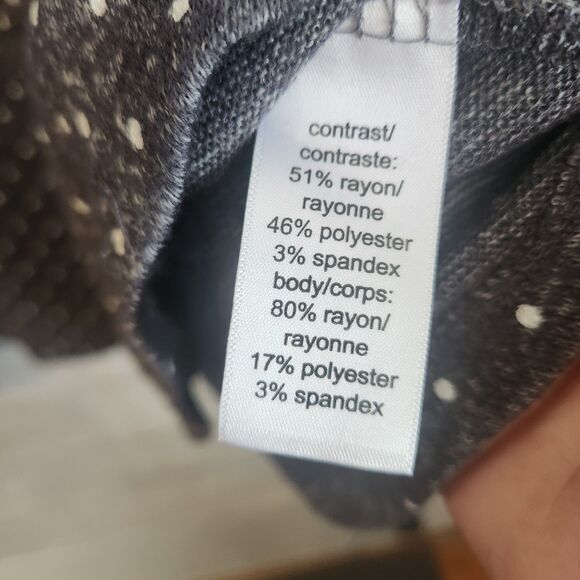 contrast/
contraste:
51% rayon/
rayonne
46% polyester
3% spandex
body/corps:
80% rayon/
rayonne
17% polyester
3% spandex